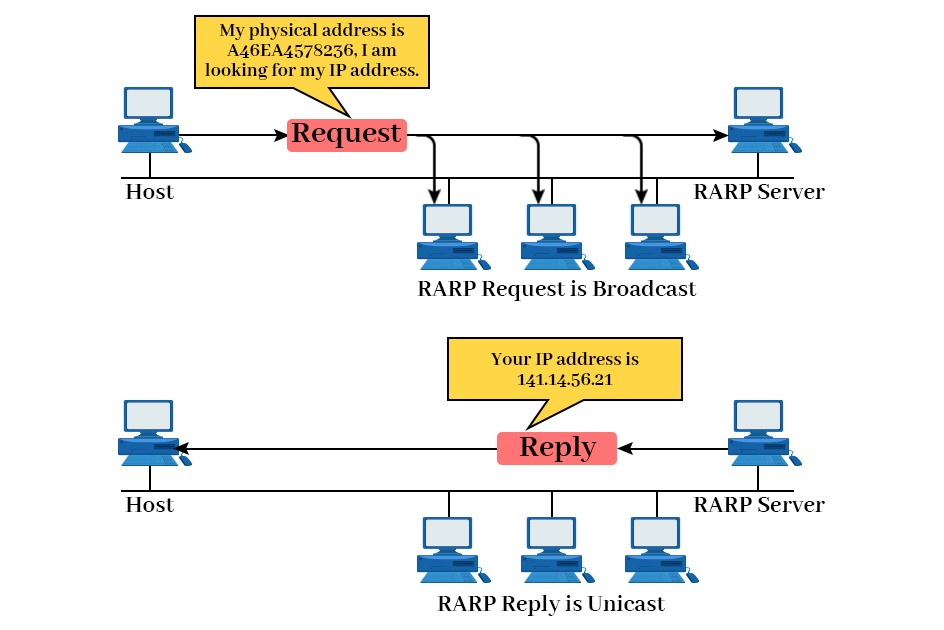 My physical address is
A46EA4578236, I am
looking for my IP address.
Request
Host
RARP Server
RARP Request is Broadcast
Your IP address is
141.14.56.21
Reply
Host
RARP Server
RARP Reply is Unicast